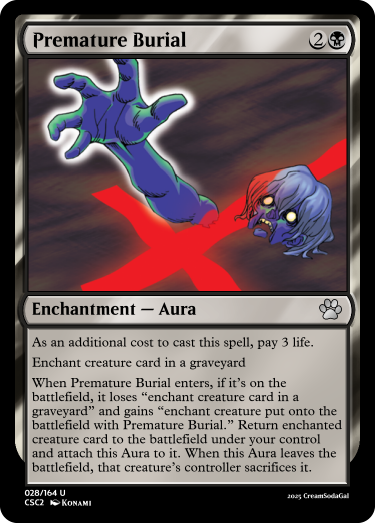 Premature Burial 2
Enchantment — Aura
As an additional cost to cast this spell, pay 3 life.
Enchant creature card in a graveyard
When Premature Burial enters, if it's on the
battlefield, it loses “enchant creature card in a
graveyard” and gains “enchant creature put onto the
battlefield with Premature Burial.” Return enchanted
creature card to the battlefield under your control
and attach this Aura to it. When this Aura leaves the
battlefield, that creature's controller sacrifices it.
028/164 U
CSC2 KONAMI
2025 CreamSodaGal